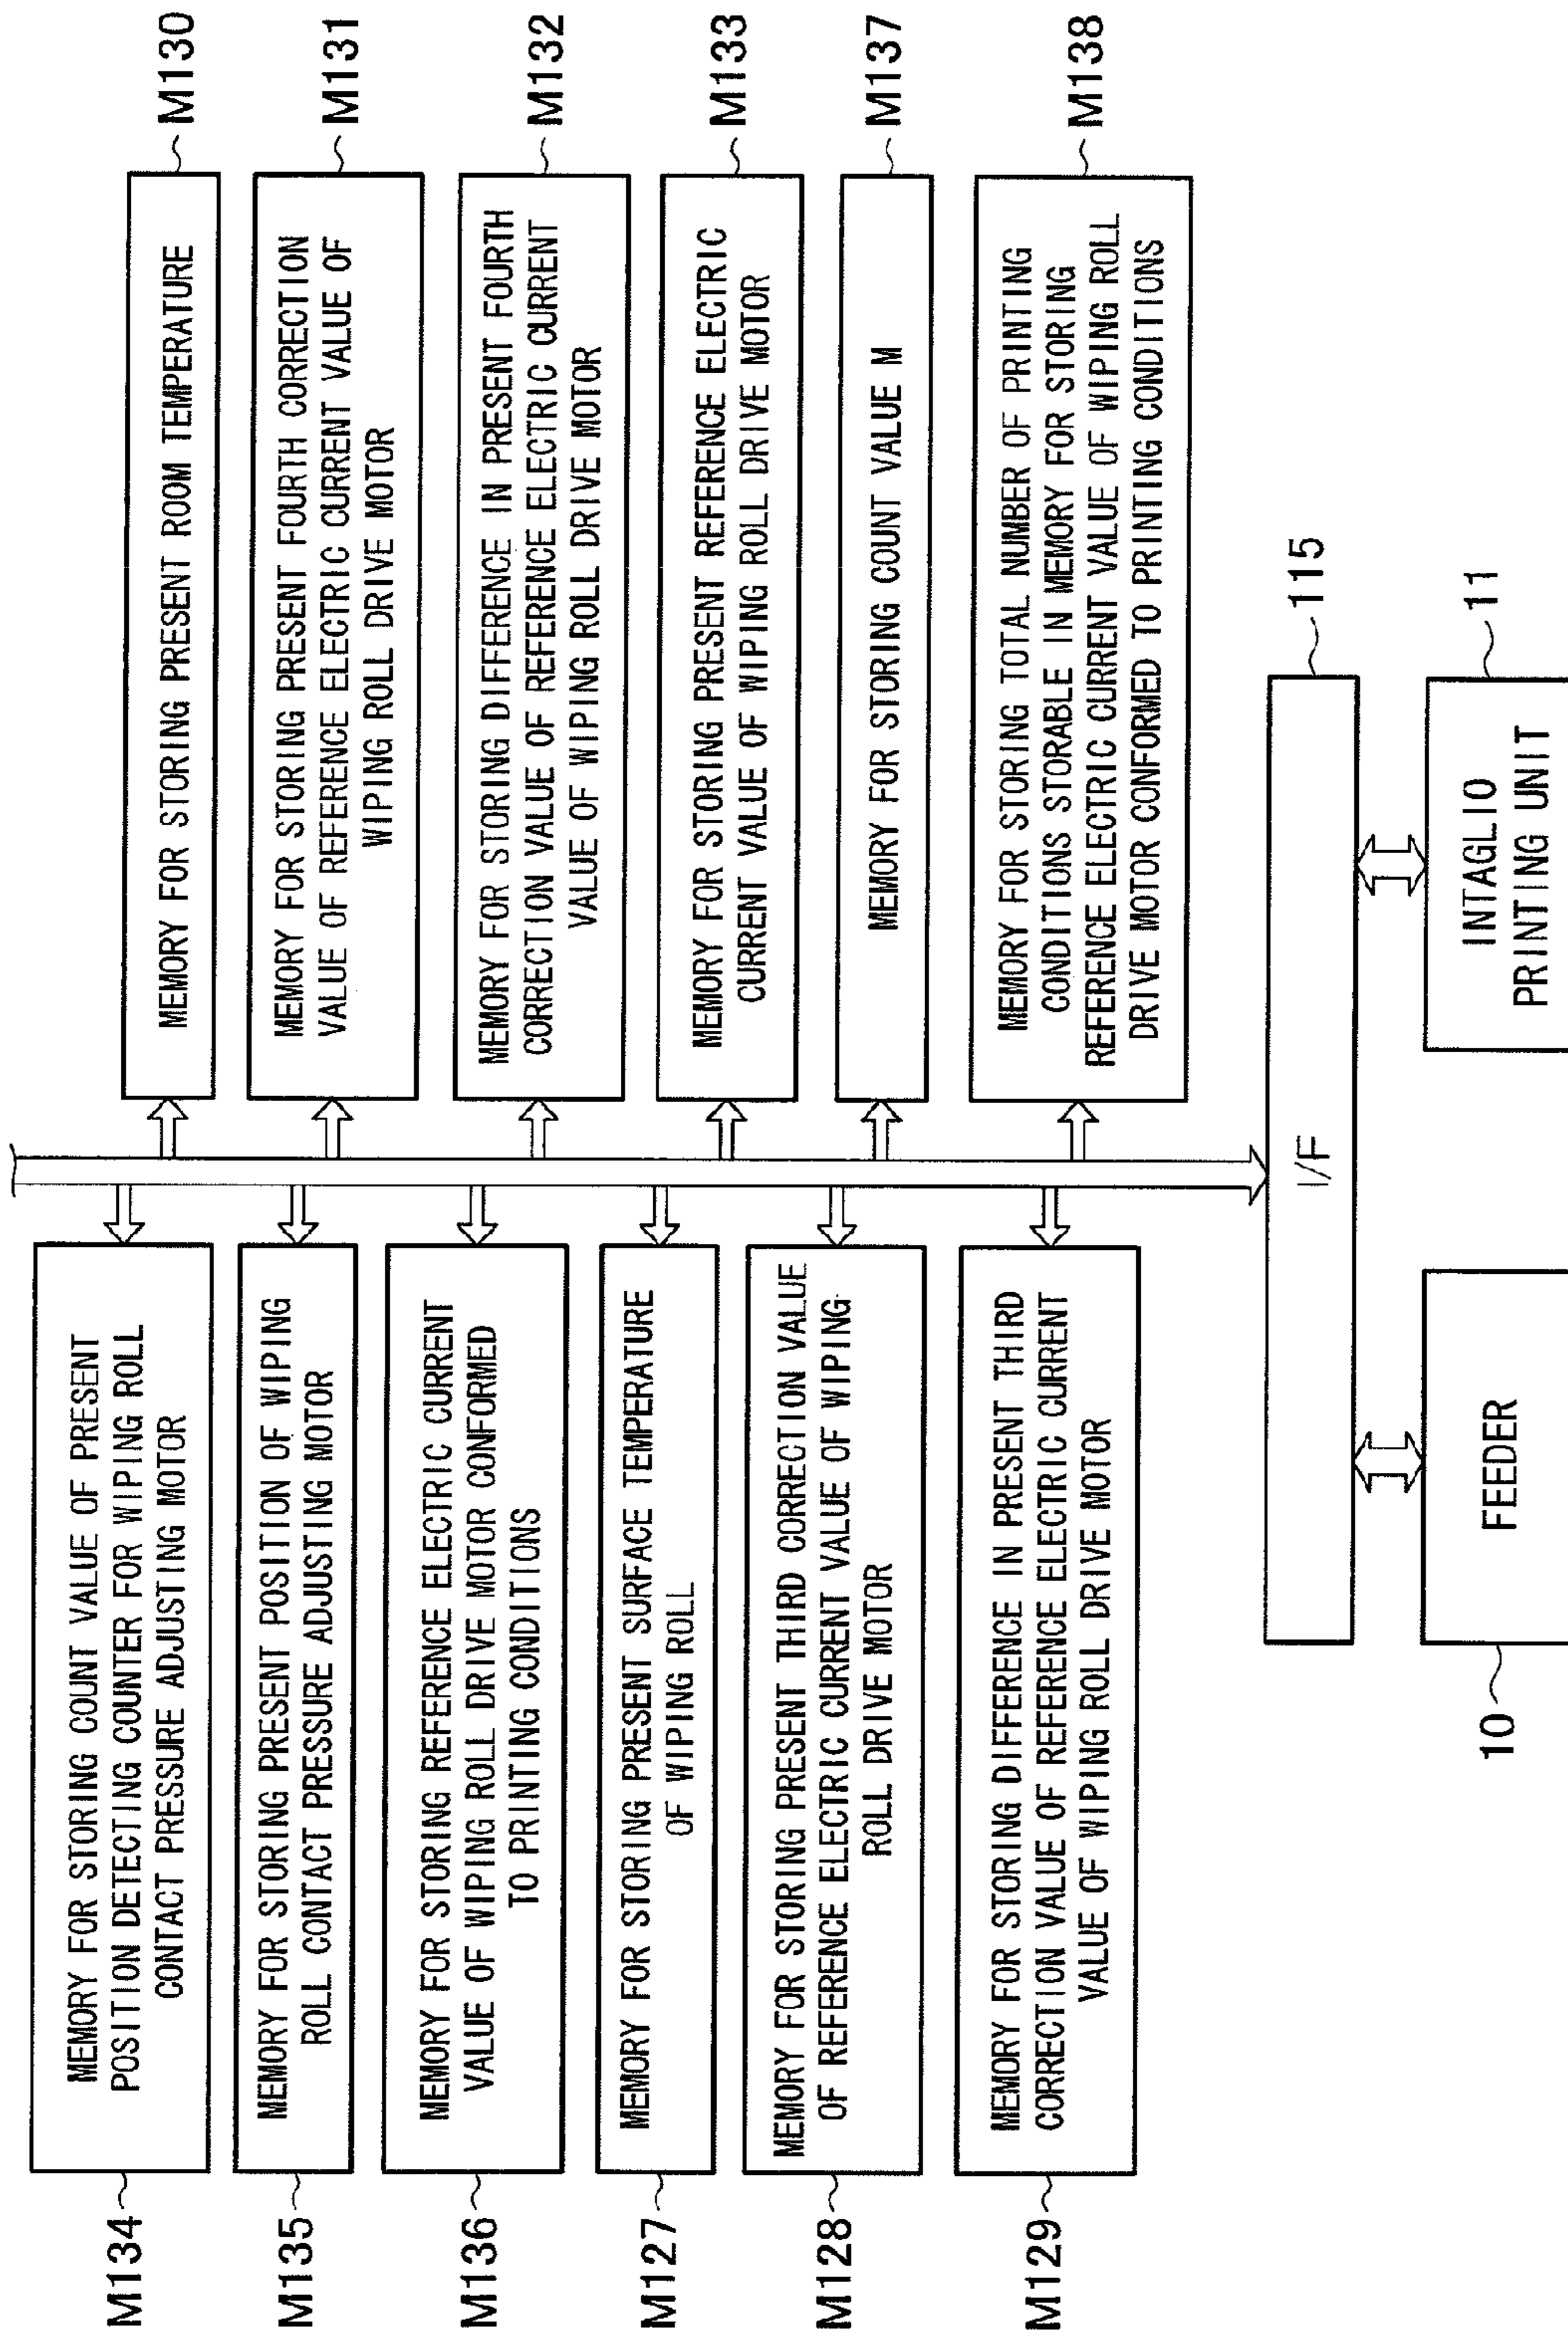 M134
MEMORY FOR STORING COUNT VALUE OF PRESENT
POSITION DETECTING COUNTER FOR WIPING ROLL
CONTACT PRESSURE ADJUSTING MOTOR
M135
MEMORY FOR STORING PRESENT POSITION OF WIPING
ROLL CONTACT PRESSURE ADJUSTING MOTOR
M136
MEMORY FOR STORING REFERENCE ELECTRIC CURRENT
VALUE OF WIPING ROLL DRIVE MOTOR CONFORMED
TO PRINTING CONDITIONS
M127
MEMORY FOR STORING PRESENT SURFACE TEMPERATURE
OF WIPING ROLL
M128
MEMORY FOR STORING PRESENT THIRD CORRECTION VALUE
OF REFERENCE ELECTRIC CURRENT VALUE OF WIPING
ROLL DRIVE MOTOR
M129
MEMORY FOR STORING DIFFERENCE IN PRESENT THIRD
CORRECTION VALUE OF REFERENCE ELECTRIC CURRENT
VALUE OF WIPING ROLL DRIVE MOTOR
MEMORY FOR STORING PRESENT ROOM TEMPERATURE
M130
MEMORY FOR STORING PRESENT FOURTH CORRECTION
VALUE OF REFERENCE ELECTRIC CURRENT VALUE OF
WIPING ROLL DRIVE MOTOR
M131
MEMORY FOR STORING DIFFERENCE IN PRESENT FOURTH
CORRECTION VALUE OF REFERENCE ELECTRIC CURRENT
VALUE OF WIPING ROLL DRIVE MOTOR
M132
MEMORY FOR STORING PRESENT REFERENCE ELECTRIC
CURRENT VALUE OF WIPING ROLL DRIVE MOTOR
M133
MEMORY FOR STORING COUNT VALUE M
M137
MEMORY FOR STORING TOTAL NUMBER OF PRINTING
CONDITIONS STORABLE IN MEMORY FOR STORING
REFERENCE ELECTRIC CURRENT VALUE OF WIPING ROLL
DRIVE MOTOR CONFORMED TO PRINTING CONDITIONS
M138
I/F
115
10
FEEDER
INTAGLIO
PRINTING UNIT
11